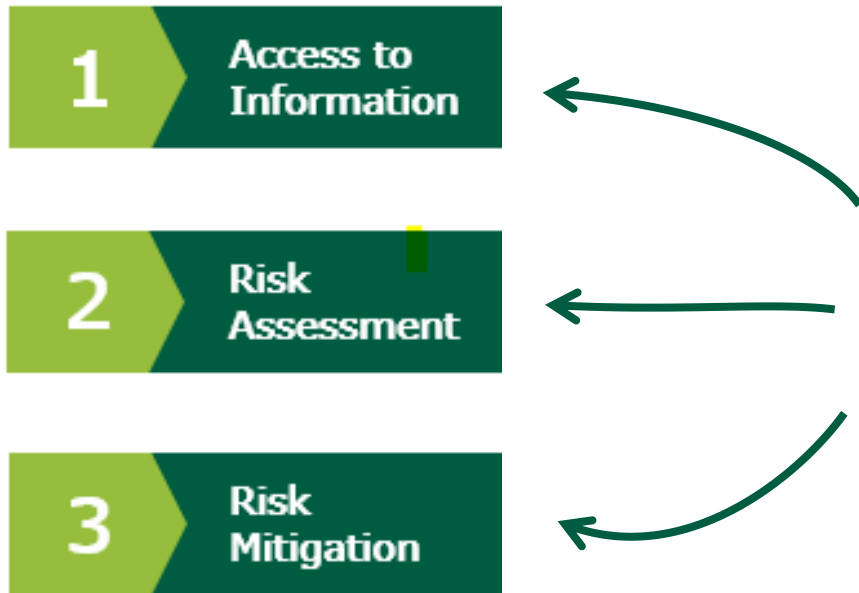 1
Access to
Information
2
Risk
Assessment
3
Risk
Mitigation